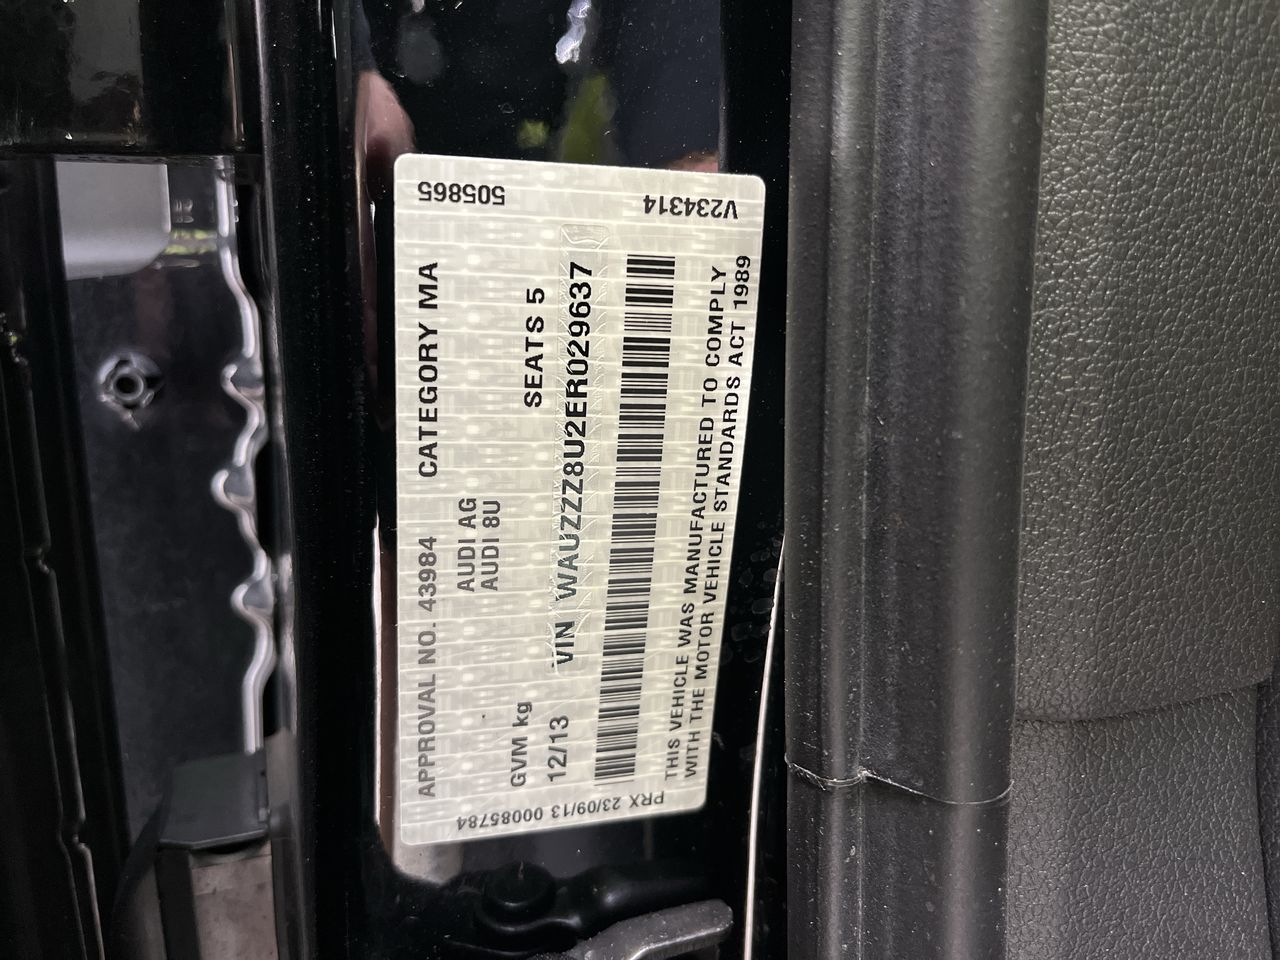 505865
V234314
APPROVAL NO. 43984 CATEGORY MA
AUDI AG
AUDI 8U
GVM kg SEATS 5
12/13 VIN WAUZZZ8U2ER029637
THIS VEHICLE WAS MANUFACTURED TO COMPLY
WITH THE MOTOR VEHICLE STANDARDS ACT 1989
PRX 23/09/13 00085784